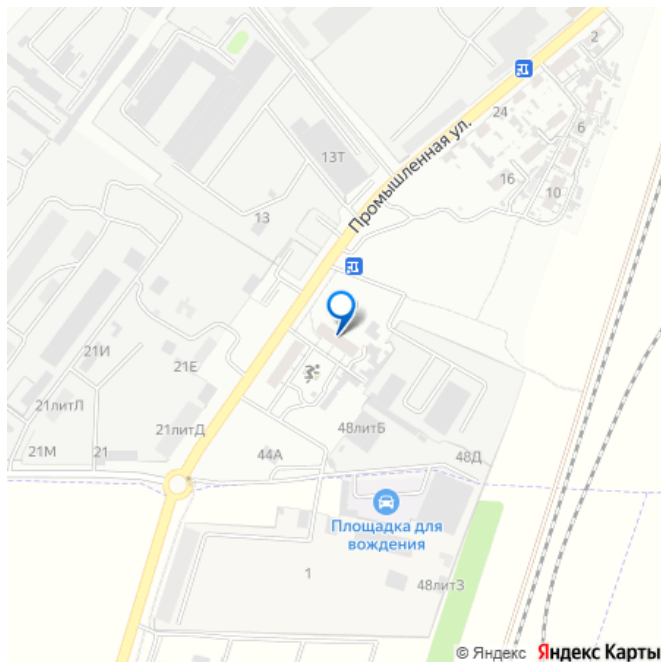 2
24
6
13Т
Промышленная ул.
16
10
13
21И
21Е
21литЛ
21литД
48литБ
21М
21
44А
48Д
Площадка для
вождения
1
48литЗ
© Яндекс Яндекс Карты